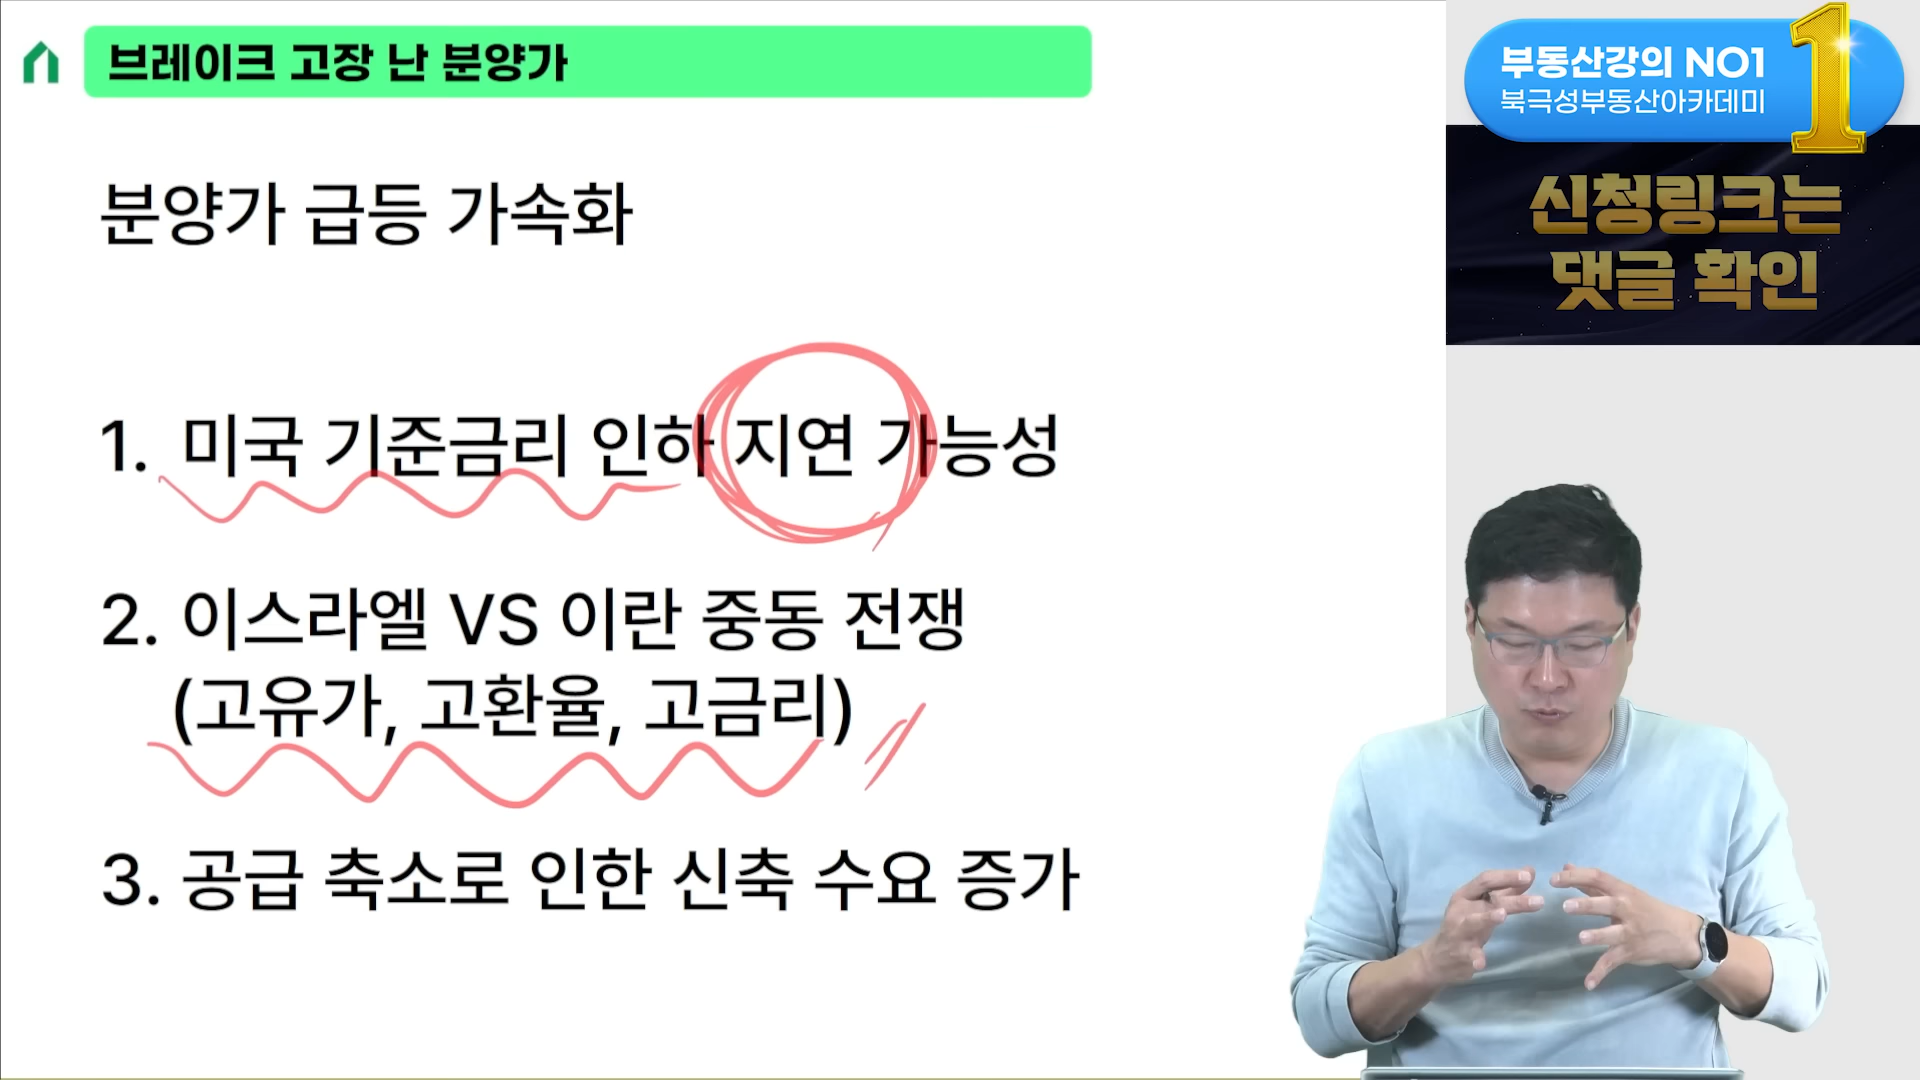 브레이크 고장 난 분양가
분양가 급등 가속화
1. 미국 기준금리 인하 지연 가능성
2. 이스라엘 VS 이란 중동 전쟁
(고유가, 고환율, 고금리)
3. 공급 축소로 인한 신축 수요 증가
부동산강의 NO1
북극성부동산아카데미
1
신청링크는
댓글 확인